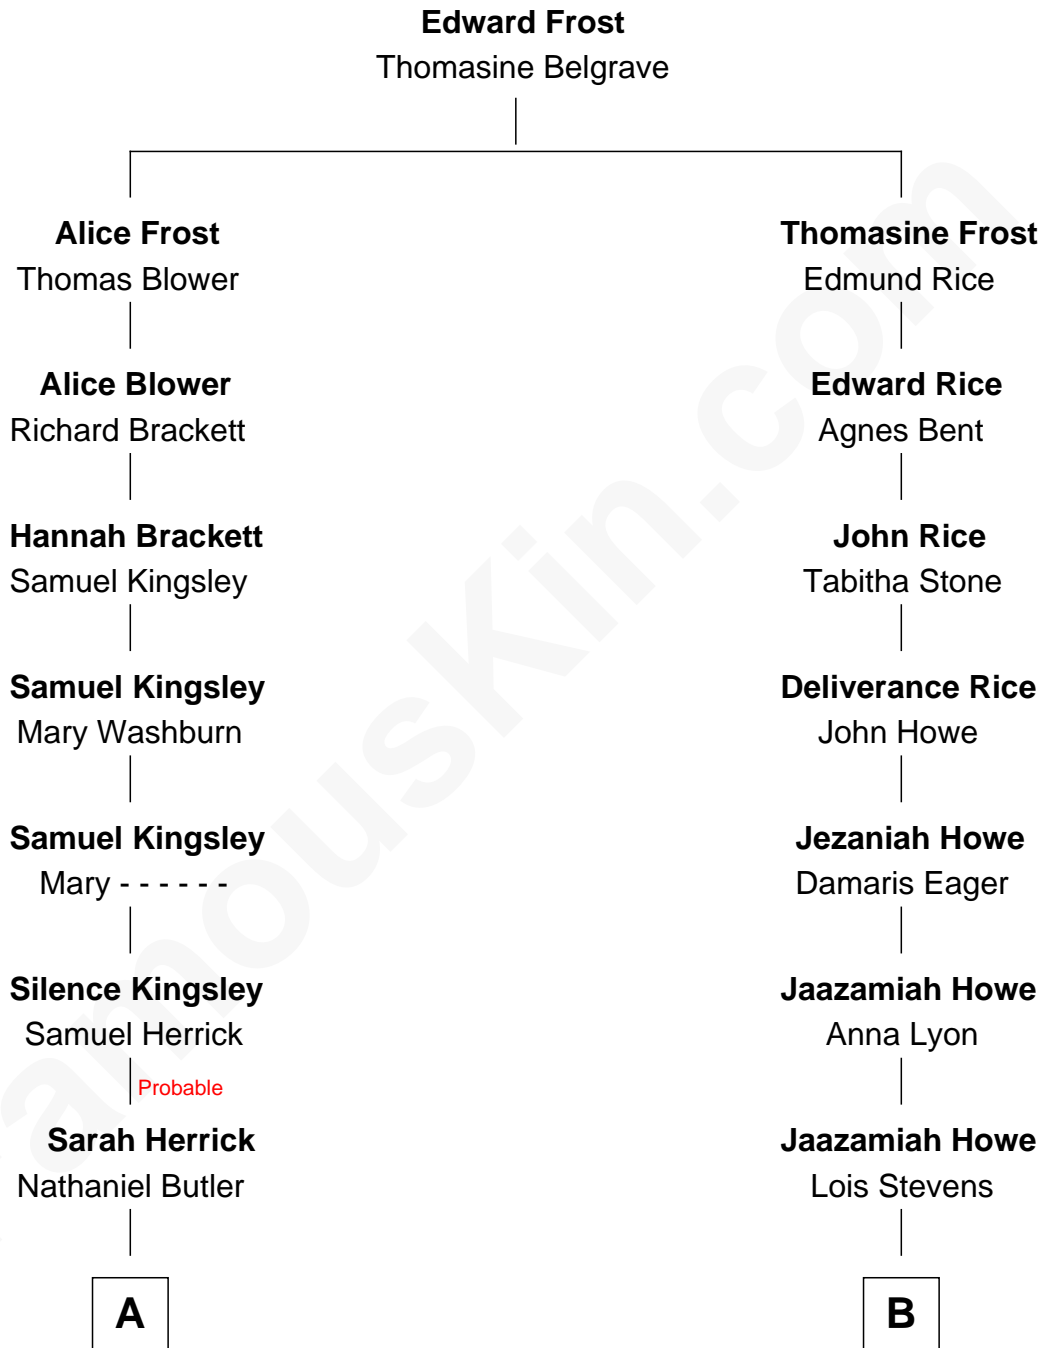 Edward Frost
Thomasine Belgrave
Alice Frost
Thomas Blower
Thomasine Frost
Edmund Rice
Alice Blower
Richard Brackett
Edward Rice
Agnes Bent
Hannah Brackett
Samuel Kingsley
John Rice
Tabitha Stone
Samuel Kingsley
Mary Washburn
Deliverance Rice
John Howe
Samuel Kingsley
Mary - - - - - -
Jezaniah Howe
Damaris Eager
Silence Kingsley
Samuel Herrick
Jaazamiah Howe
Anna Lyon
Probable
Sarah Herrick
Nathaniel Butler
Jaazamiah Howe
Lois Stevens
A
B
amouskin.com